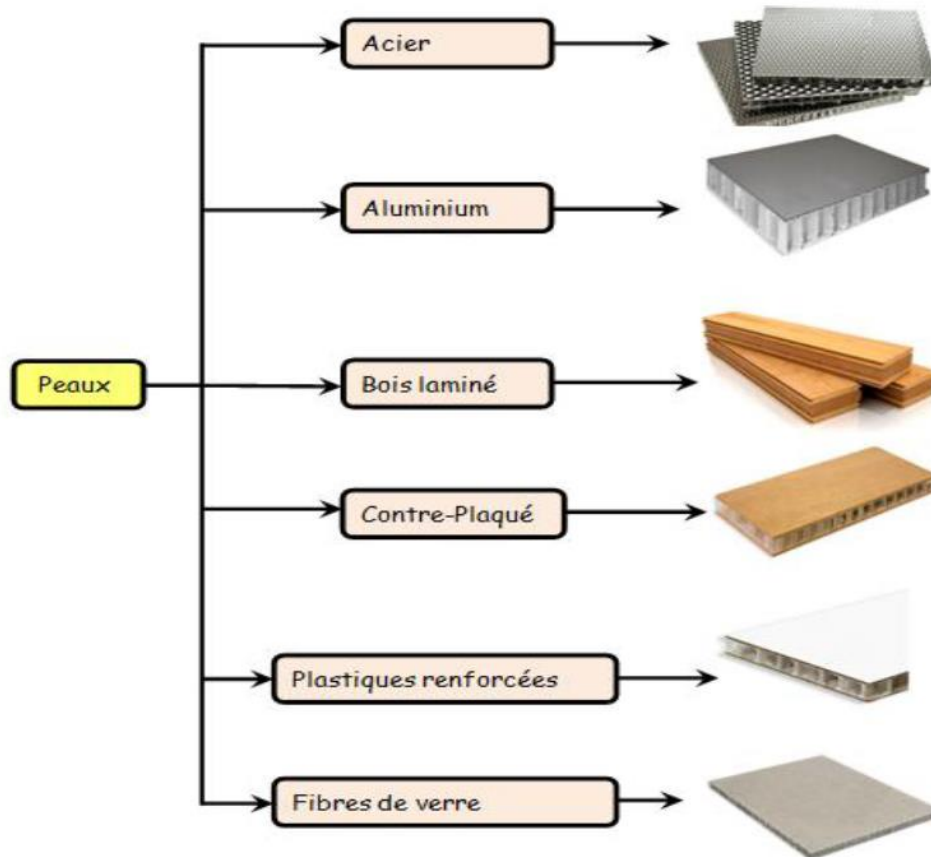 Acier
Aluminium
Peaux
Bois laminé
Contre-Plaqué
Plastiques renforcées
Fibres de verre